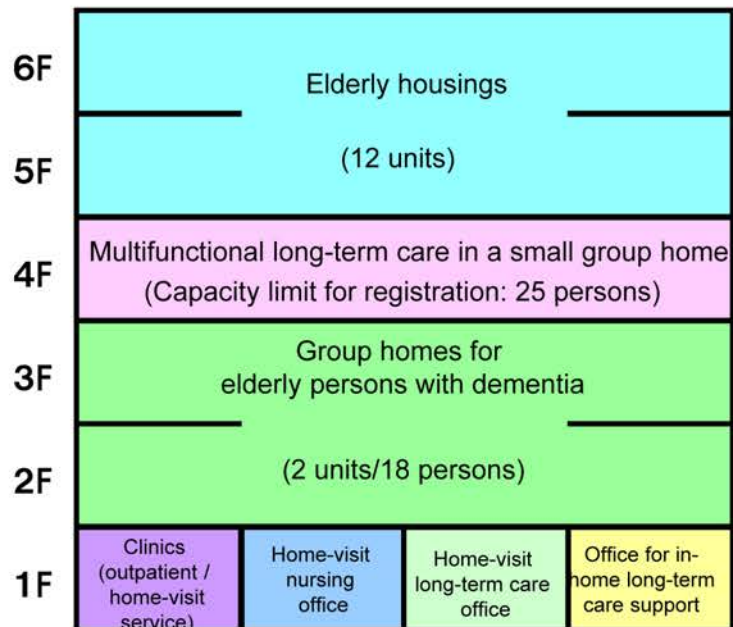 6F
Elderly housings
5F
(12 units)
4F
Multifunctional long-term care in a small group home
(Capacity limit for registration: 25 persons)
3F
Group homes for
elderly persons with dementia
2F
(2 units/18 persons)
1F
Clinics
(outpatient /
home-visit
service)
Home-visit
nursing
office
Home-visit
long-term care
office
Office for in-
home long-term
care support